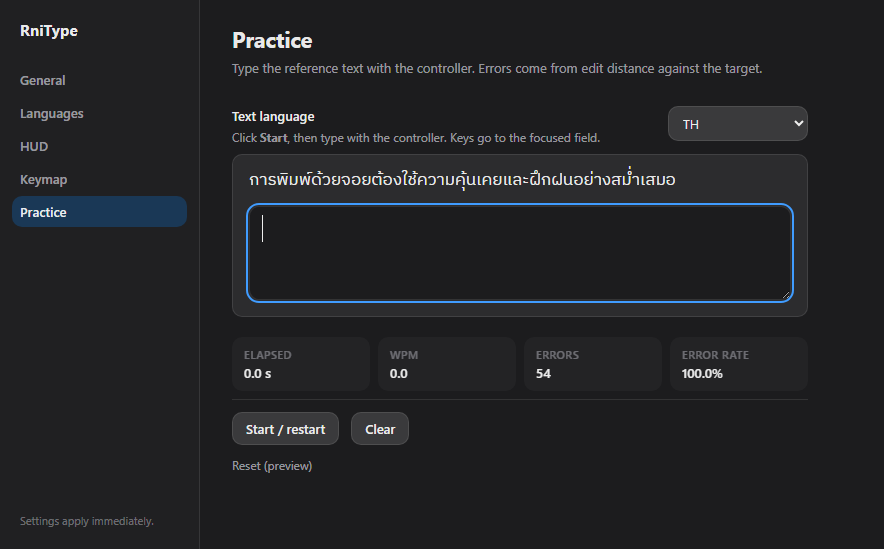 RniType
General
Languages
HUD
Keymap
Practice
Settings apply immediately.
Practice
Type the reference text with the controller. Errors come from edit distance against the target.
Text language
Click Start, then type with the controller. Keys go to the focused field.
TH
การพิมพ์ด้วยจอยต้องใช้ความคุ้นเคยและฝึกฝนอย่างสม่ำเสมอ
ELAPSED
0.0 s
WPM
0.0
ERRORS
54
ERROR RATE
100.0%
Start / restart
Clear
Reset (preview)